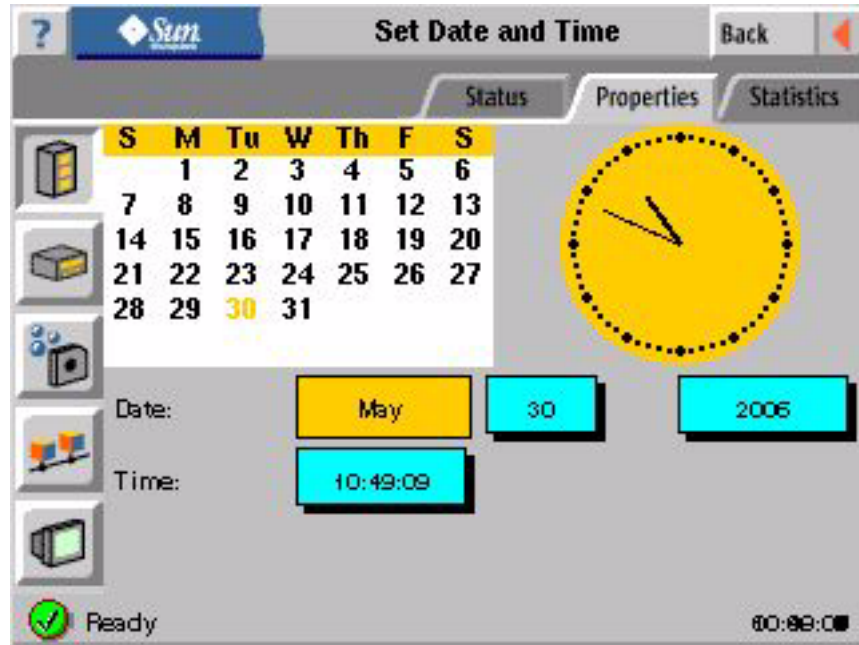 ? Sun Set Date and Time Back
Status Properties Statistics
S M Tu W Th F S
1 2 3 4 5 6
7 8 9 10 11 12 13
14 15 16 17 18 19 20
21 22 23 24 25 26 27
28 29 30 31
Date: May 30 2006
Time: 10:49:09
Ready